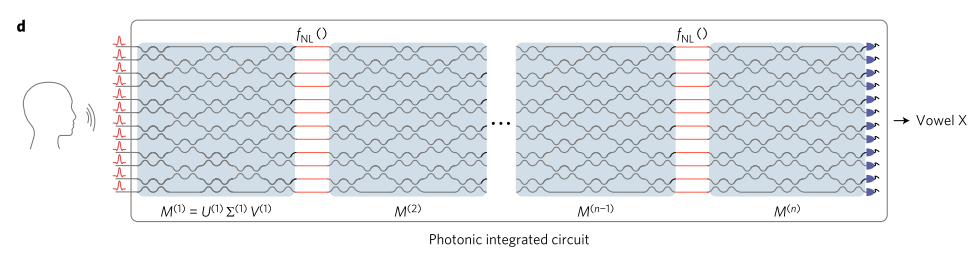 d
f_NL () f_NL ()
... → Vowel X
M^(1) = U^(1) Σ^(1) V^(1) M^(2) M^(n−1) M^(n)
Photonic integrated circuit